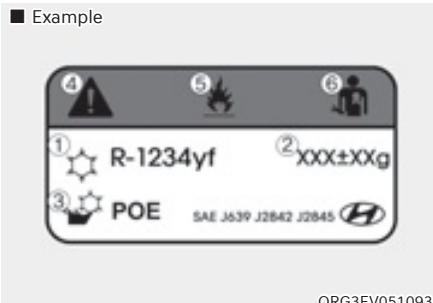 ■ Example
④ ⑤ ⑥
① R-1234yf ② XXX±XXg
③ POE SAE J639 J2842 J2845
ORG3EV051093